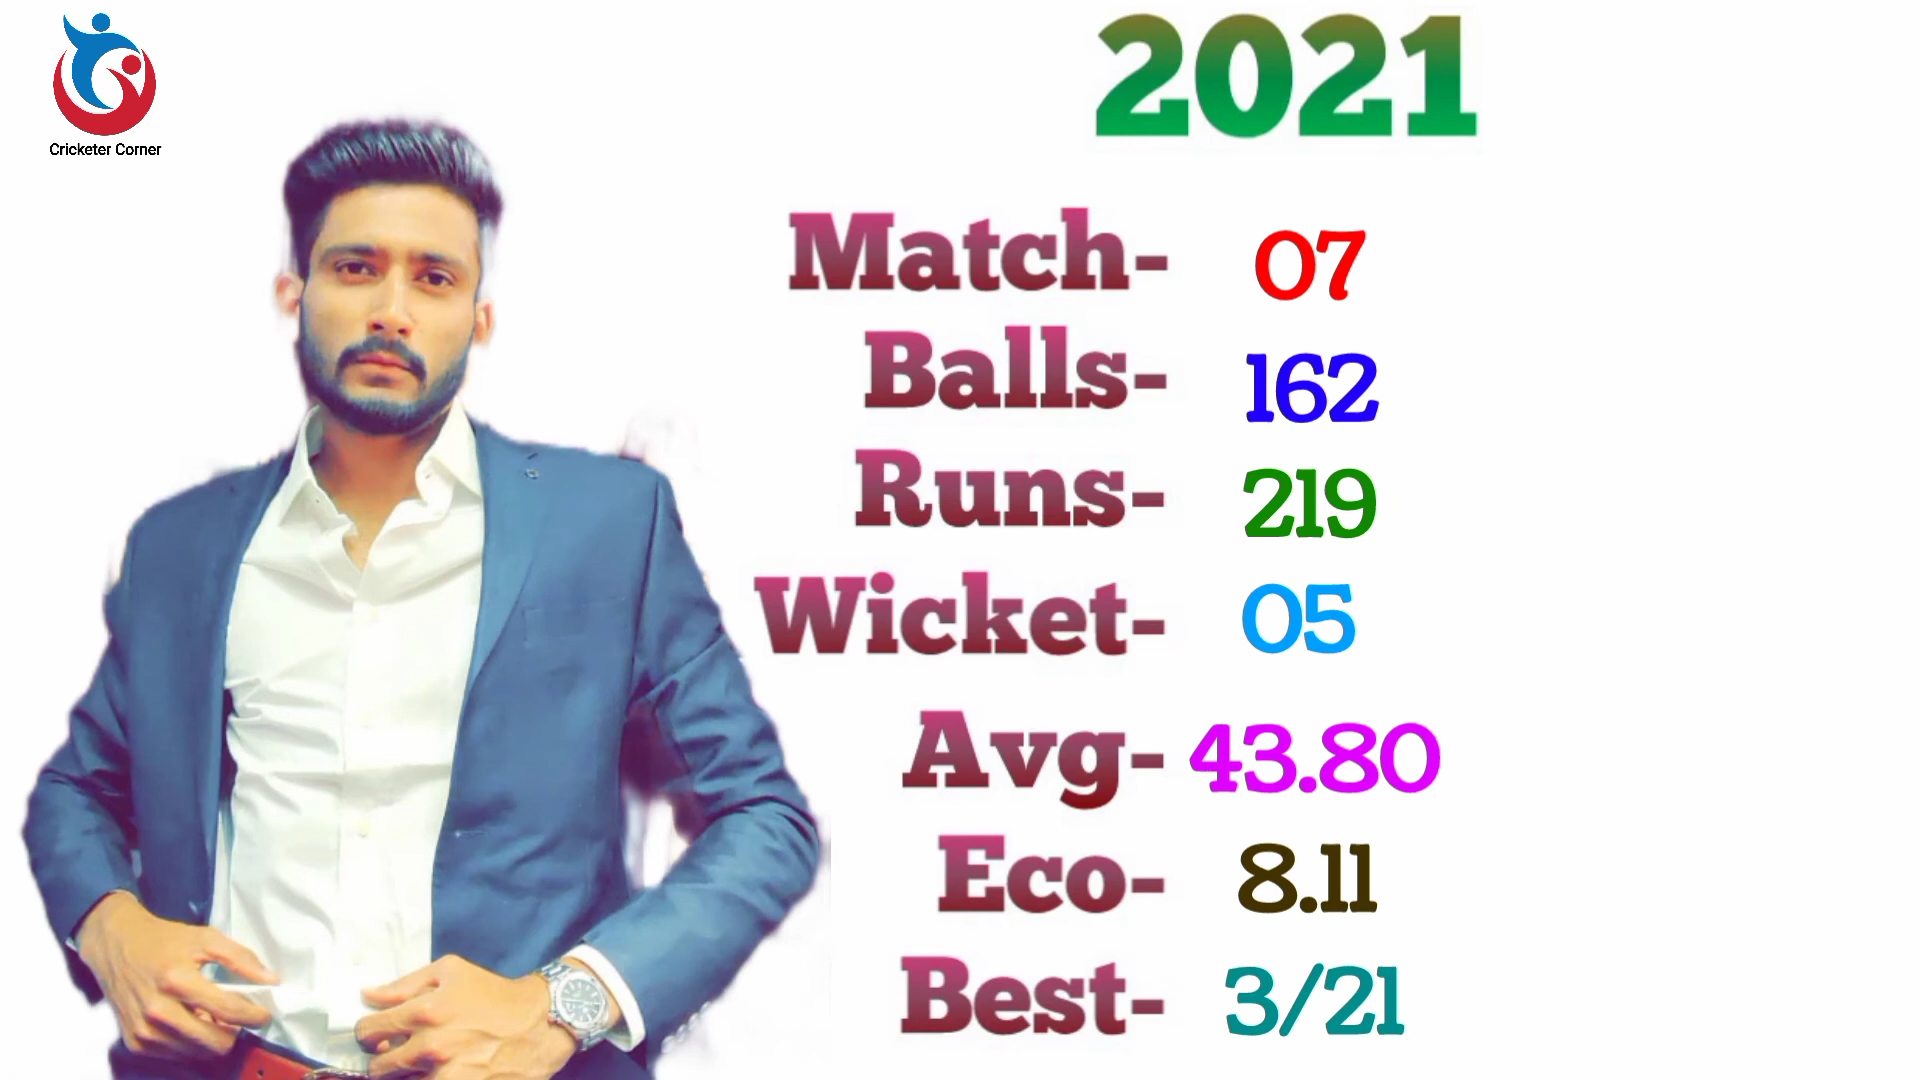 Cricketer Corner
2021
Match- 07
Balls- 162
Runs- 219
Wicket- 05
Avg- 43.80
Eco- 8.11
Best- 3/21